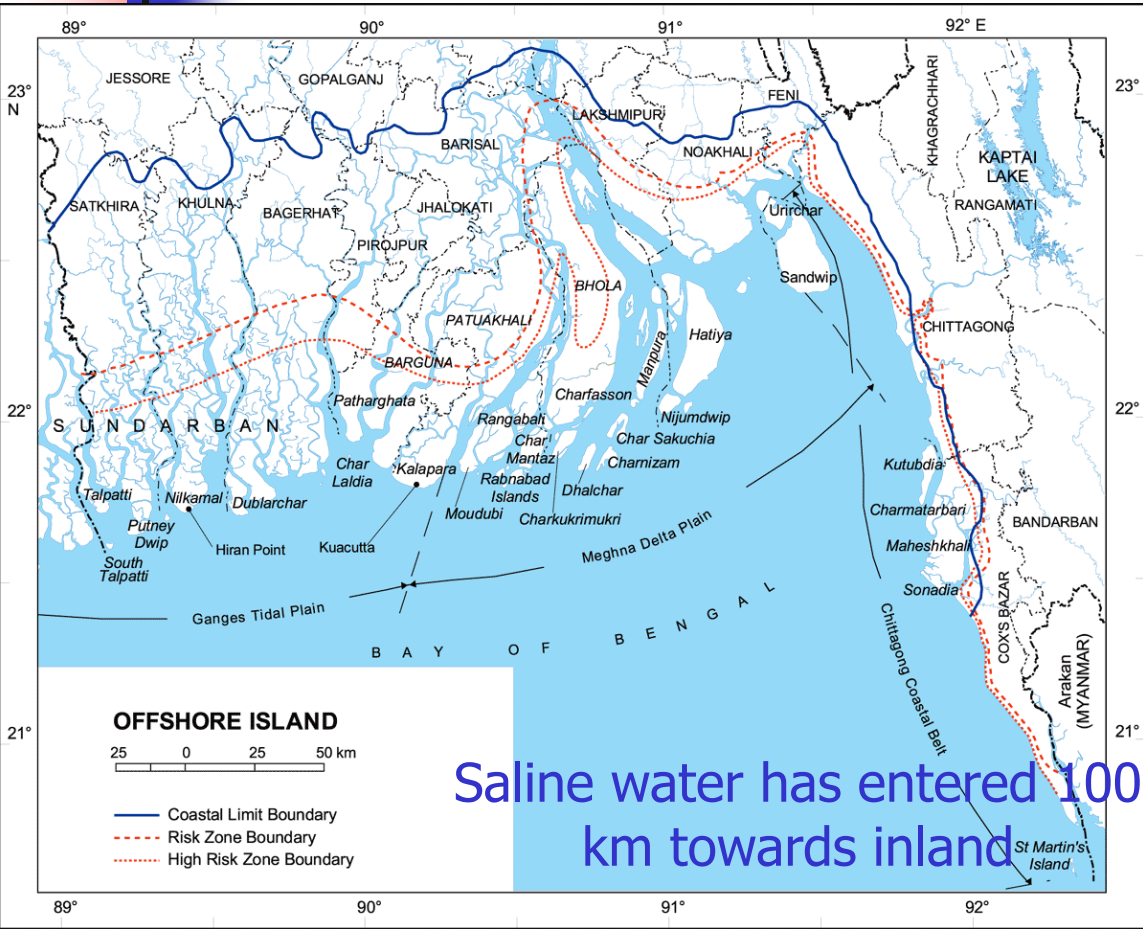 89°
90°
91°
92° E
23°
N
23°
JESSORE
GOPALGANJ
FENI
KHAGRACHHARI
LAKSHMIPUR
BARISAL
NOAKHALI
KAPTAI
LAKE
SATKHIRA
KHULNA
BAGERHAT
JHALOKATI
RANGAMATI
Urirchar
PIROJPUR
Sandwip
BHOLA
PATUAKHALI
CHITTAGONG
Hatiya
Manpura
BARGUNA
22°
22°
Patharghata
Charfasson
Rangabali
Nijumdwip
SUNDARBAN
Char
Mantaz
Char Sakuchia
Char
Laldia
Kalapara
Rabnabad
Islands
Charnizam
Kutubdia
Talpatti
Nilkamal
Dublarchar
Dhalchar
Putney
Dwip
Moudubi
Charkukrimukri
Charmatarbari
BANDARBAN
Hiran Point
Kuacutta
Maheshkhali
South
Talpatti
Meghna Delta Plain
Sonadia
COX'S BAZAR
Ganges Tidal Plain
BAY OF BENGAL
Chittagong Coastal Belt
Arakan
(MYANMAR)
OFFSHORE ISLAND
21°
21°
25 0 25 50 km
Saline water has entered 100
km towards inland
Coastal Limit Boundary
Risk Zone Boundary
High Risk Zone Boundary
St Martin's
Island
89°
90°
91°
92°